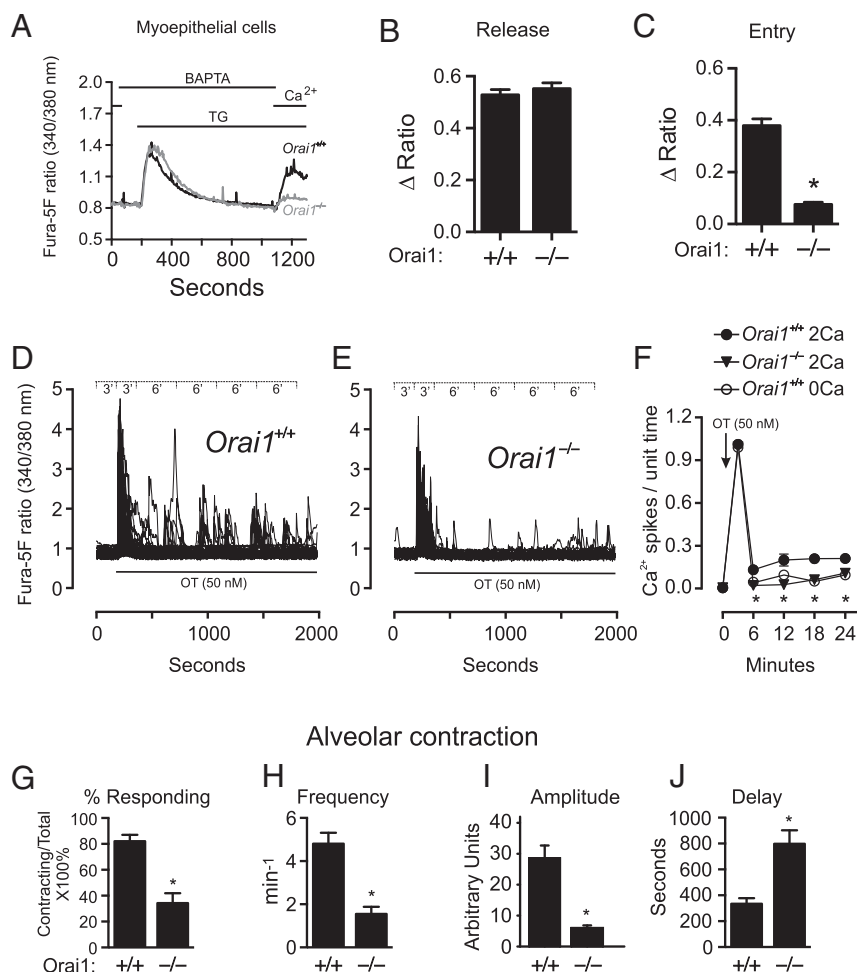 A
Myoepithelial cells
BAPTA
Ca2+
TG
Fura-5F ratio (340/380 nm)
2.0
1.7
1.4
1.1
0.8
0.5
Orai1+/+
Orai1-/-
0 400 800 1200
Seconds
B
Release
Δ Ratio
0.6
0.4
0.2
0.0
Orai1: +/+ −/−
C
Entry
Δ Ratio
0.6
0.4
0.2
0.0
*
Orai1: +/+ −/−
D
3' 3' 6' 6' 6' 6'
Fura-5F ratio (340/380 nm)
5
4
3
2
1
0
Orai1+/+
OT (50 nM)
0 1000 2000
Seconds
E
3' 3' 6' 6' 6' 6'
5
4
3
2
1
0
Orai1−/−
OT (50 nM)
0 1000 2000
Seconds
F
Orai1+/+ 2Ca
Orai1−/− 2Ca
Orai1+/+ 0Ca
OT (50 nM)
Ca2+ spikes / unit time
1.2
0.9
0.6
0.3
0.0
* * * *
0 6 12 18 24
Minutes
Alveolar contraction
G
% Responding
Contracting/Total
X100%
100
80
60
40
20
0
*
Orai1: +/+ −/−
H
Frequency
min-1
6
4
2
0
*
+/+ −/−
I
Amplitude
Arbitrary Units
40
30
20
10
0
*
+/+ −/−
J
Delay
Seconds
1000
800
600
400
200
0
*
+/+ −/−